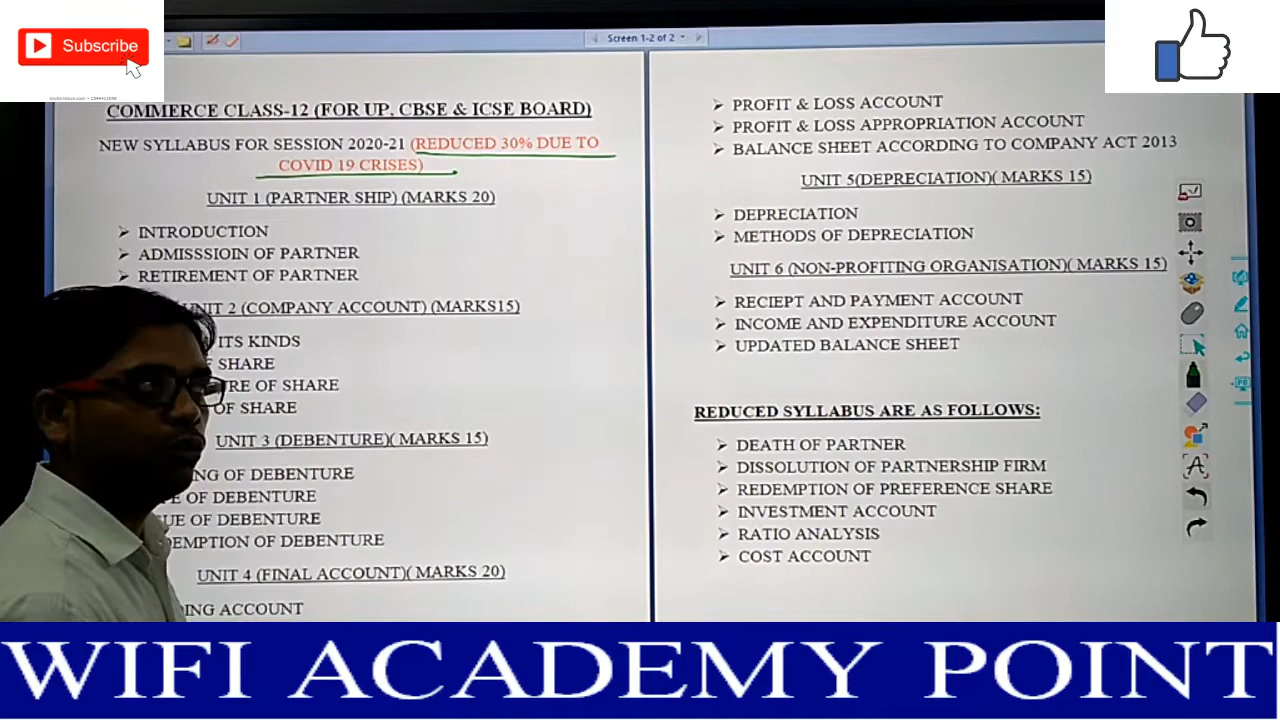 Subscribe
Screen 1-2 of 2
COMMERCE CLASS-12 (FOR UP, CBSE & ICSE BOARD)
NEW SYLLABUS FOR SESSION 2020-21 (REDUCED 30% DUE TO
COVID 19 CRISES)
UNIT 1 (PARTNER SHIP) (MARKS 20)
INTRODUCTION
ADMISSSIOIN OF PARTNER
RETIREMENT OF PARTNER
UNIT 2 (COMPANY ACCOUNT) (MARKS15)
ITS KINDS
OF SHARE
OF SHARE
OF SHARE
UNIT 3 (DEBENTURE)( MARKS 15)
OF DEBENTURE
OF DEBENTURE
OF DEBENTURE
OF DEBENTURE
UNIT 4 (FINAL ACCOUNT)( MARKS 20)
ACCOUNT
PROFIT & LOSS ACCOUNT
PROFIT & LOSS APPROPRIATION ACCOUNT
BALANCE SHEET ACCORDING TO COMPANY ACT 2013
UNIT 5(DEPRECIATION)( MARKS 15)
DEPRECIATION
METHODS OF DEPRECIATION
UNIT 6 (NON-PROFITING ORGANISATION)( MARKS 15)
RECIEPT AND PAYMENT ACCOUNT
INCOME AND EXPENDITURE ACCOUNT
UPDATED BALANCE SHEET
REDUCED SYLLABUS ARE AS FOLLOWS:
DEATH OF PARTNER
DISSOLUTION OF PARTNERSHIP FIRM
REDEMPTION OF PREFERENCE SHARE
INVESTMENT ACCOUNT
RATIO ANALYSIS
COST ACCOUNT
WIFI ACADEMY POINT